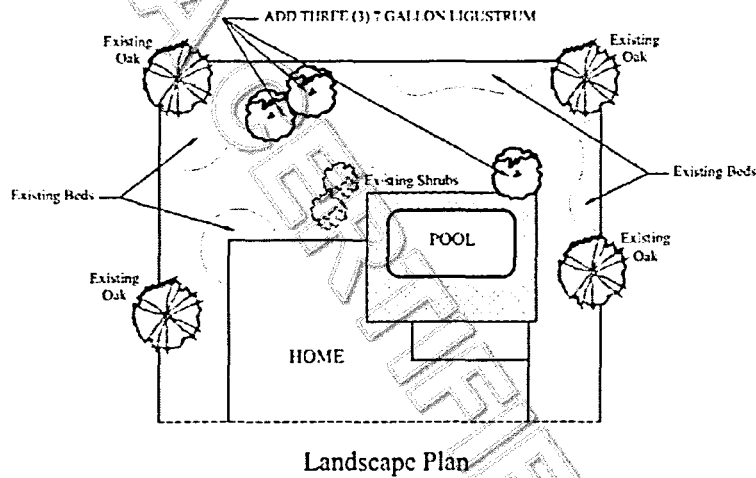 ADD THREE (3) 7 GALLON LIGUSTRUM
Existing
Oak
Existing
Oak
Existing Beds
Existing Shrubs
Existing Beds
POOL
Existing
Oak
Existing
Oak
HOME
Landscape Plan